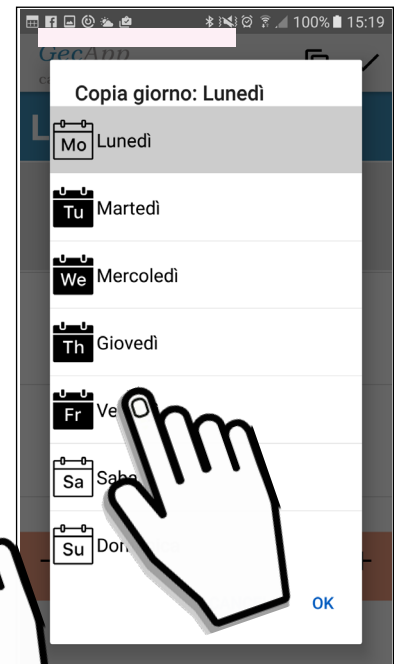 100% 15:19
GecApp
Copia giorno: Lunedì
Mo Lunedì
Tu Martedì
We Mercoledì
Th Giovedì
Fr
Sa
Su
OK